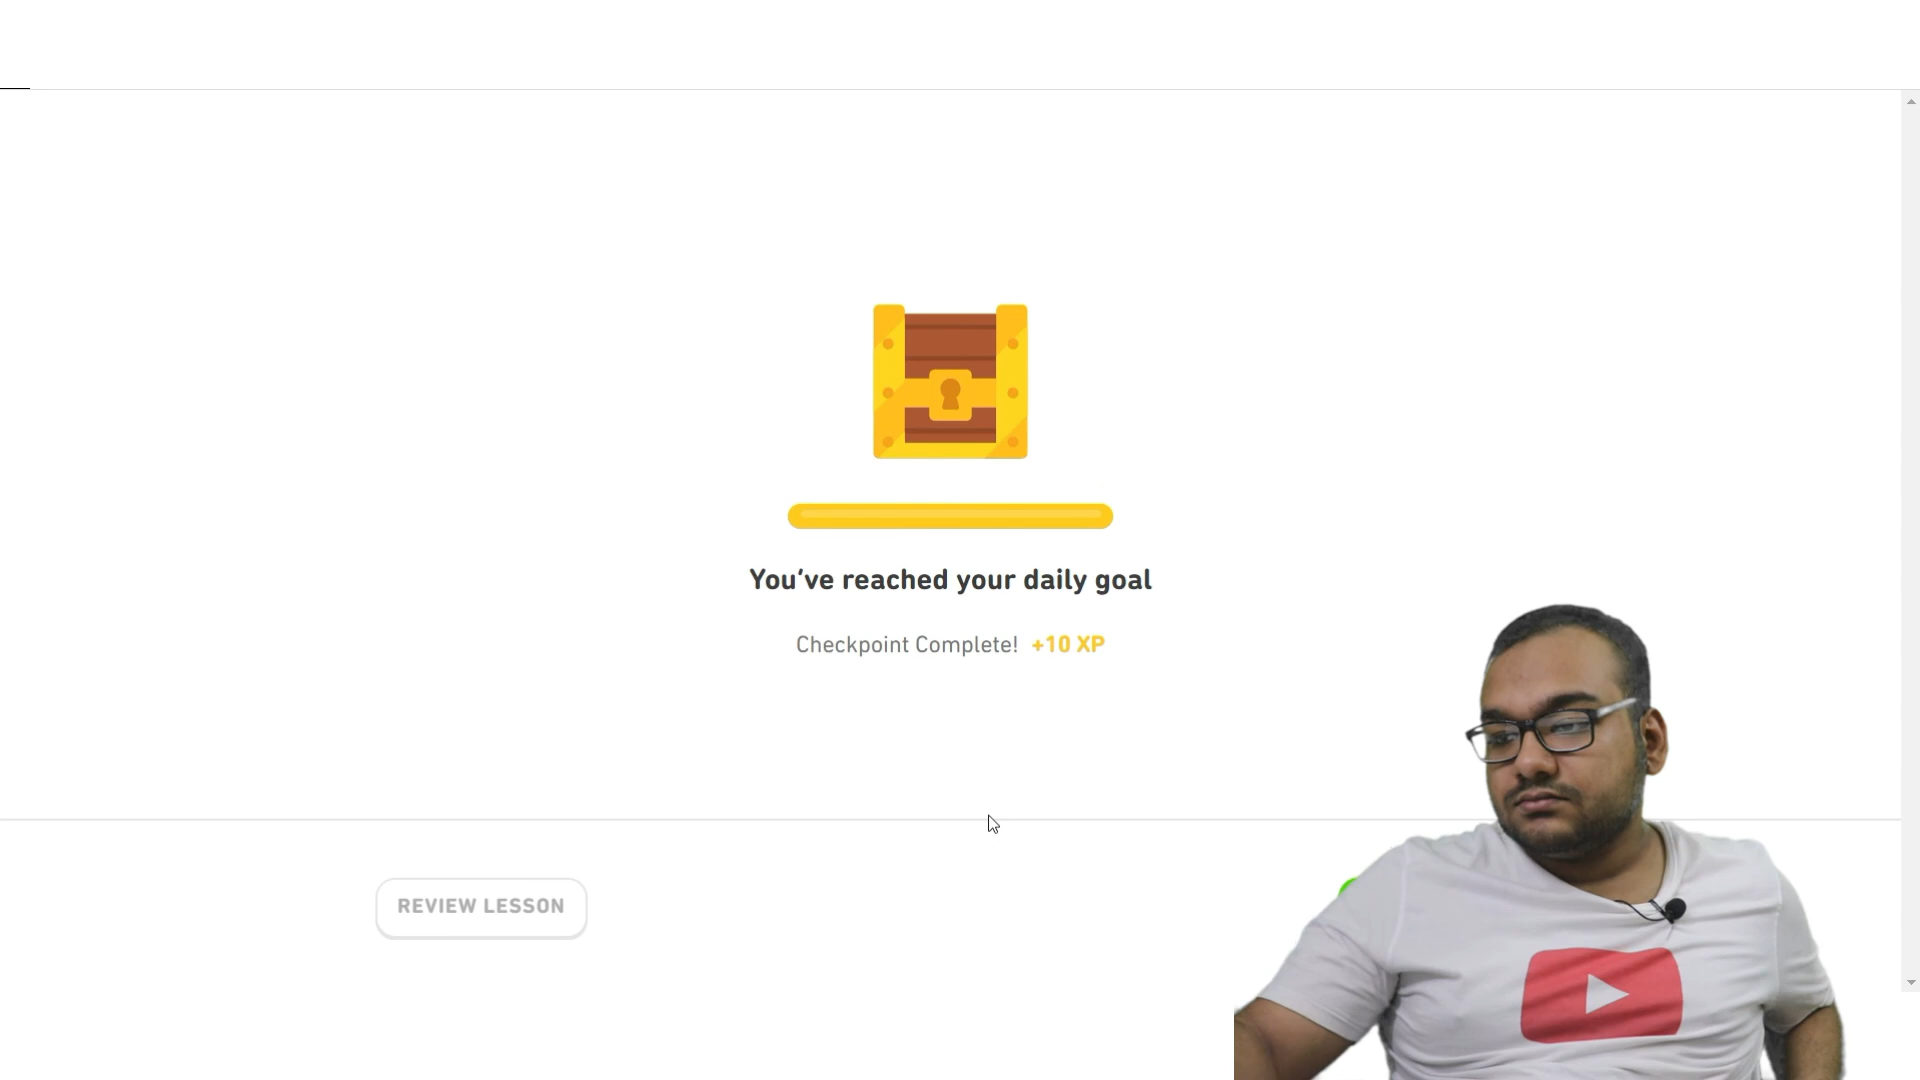 You've reached your daily goal
Checkpoint Complete! +10 XP
REVIEW LESSON